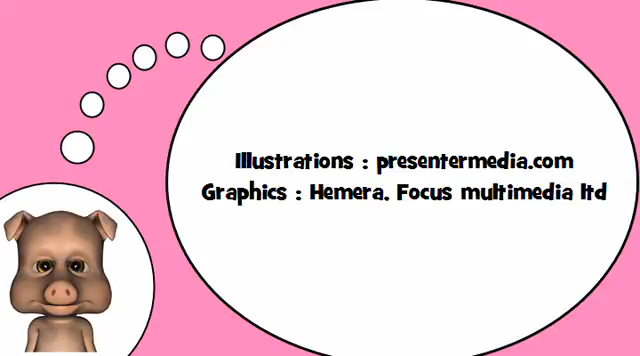 Illustrations : presentermedia.com
Graphics : Hemera. Focus multimedia ltd